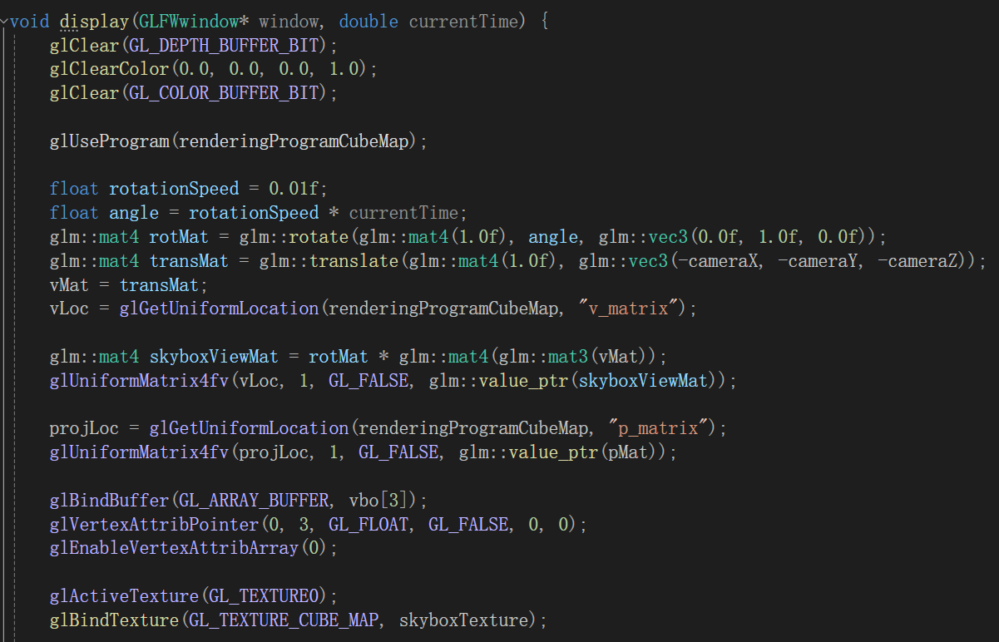 void display(GLFWwindow* window, double currentTime) {
glClear(GL_DEPTH_BUFFER_BIT);
glClearColor(0.0, 0.0, 0.0, 1.0);
glClear(GL_COLOR_BUFFER_BIT);
glUseProgram(renderingProgramCubeMap);
float rotationSpeed = 0.01f;
float angle = rotationSpeed * currentTime;
glm::mat4 rotMat = glm::rotate(glm::mat4(1.0f), angle, glm::vec3(0.0f, 1.0f, 0.0f));
glm::mat4 transMat = glm::translate(glm::mat4(1.0f), glm::vec3(-cameraX, -cameraY, -cameraZ));
vMat = transMat;
vLoc = glGetUniformLocation(renderingProgramCubeMap, "v_matrix");
glm::mat4 skyboxViewMat = rotMat * glm::mat4(glm::mat3(vMat));
glUniformMatrix4fv(vLoc, 1, GL_FALSE, glm::value_ptr(skyboxViewMat));
projLoc = glGetUniformLocation(renderingProgramCubeMap, "p_matrix");
glUniformMatrix4fv(projLoc, 1, GL_FALSE, glm::value_ptr(pMat));
glBindBuffer(GL_ARRAY_BUFFER, vbo[3]);
glVertexAttribPointer(0, 3, GL_FLOAT, GL_FALSE, 0, 0);
glEnableVertexAttribArray(0);
glActiveTexture(GL_TEXTURE0);
glBindTexture(GL_TEXTURE_CUBE_MAP, skyboxTexture);